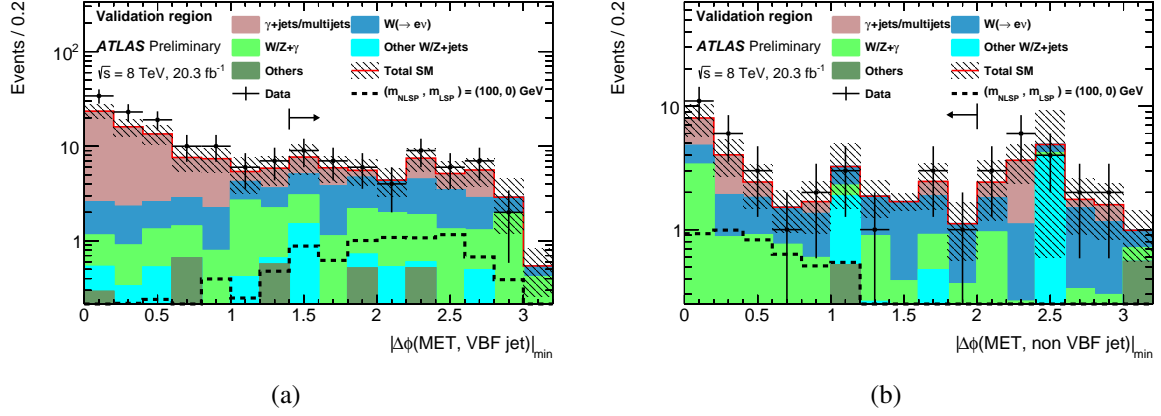 Events / 0.2
Validation region
ATLAS Preliminary
√s = 8 TeV, 20.3 fb⁻¹
γ+jets/multijets
W(→ eν)
W/Z+γ
Other W/Z+jets
Others
Total SM
Data
(m_NLSP , m_LSP) = (100, 0) GeV
10²
10
1
0 0.5 1 1.5 2 2.5 3
|Δϕ(MET, VBF jet)|_min
(a)
Events / 0.2
Validation region
ATLAS Preliminary
√s = 8 TeV, 20.3 fb⁻¹
γ+jets/multijets
W(→ eν)
W/Z+γ
Other W/Z+jets
Others
Total SM
Data
(m_NLSP , m_LSP) = (100, 0) GeV
10
1
0 0.5 1 1.5 2 2.5 3
|Δϕ(MET, non VBF jet)|_min
(b)